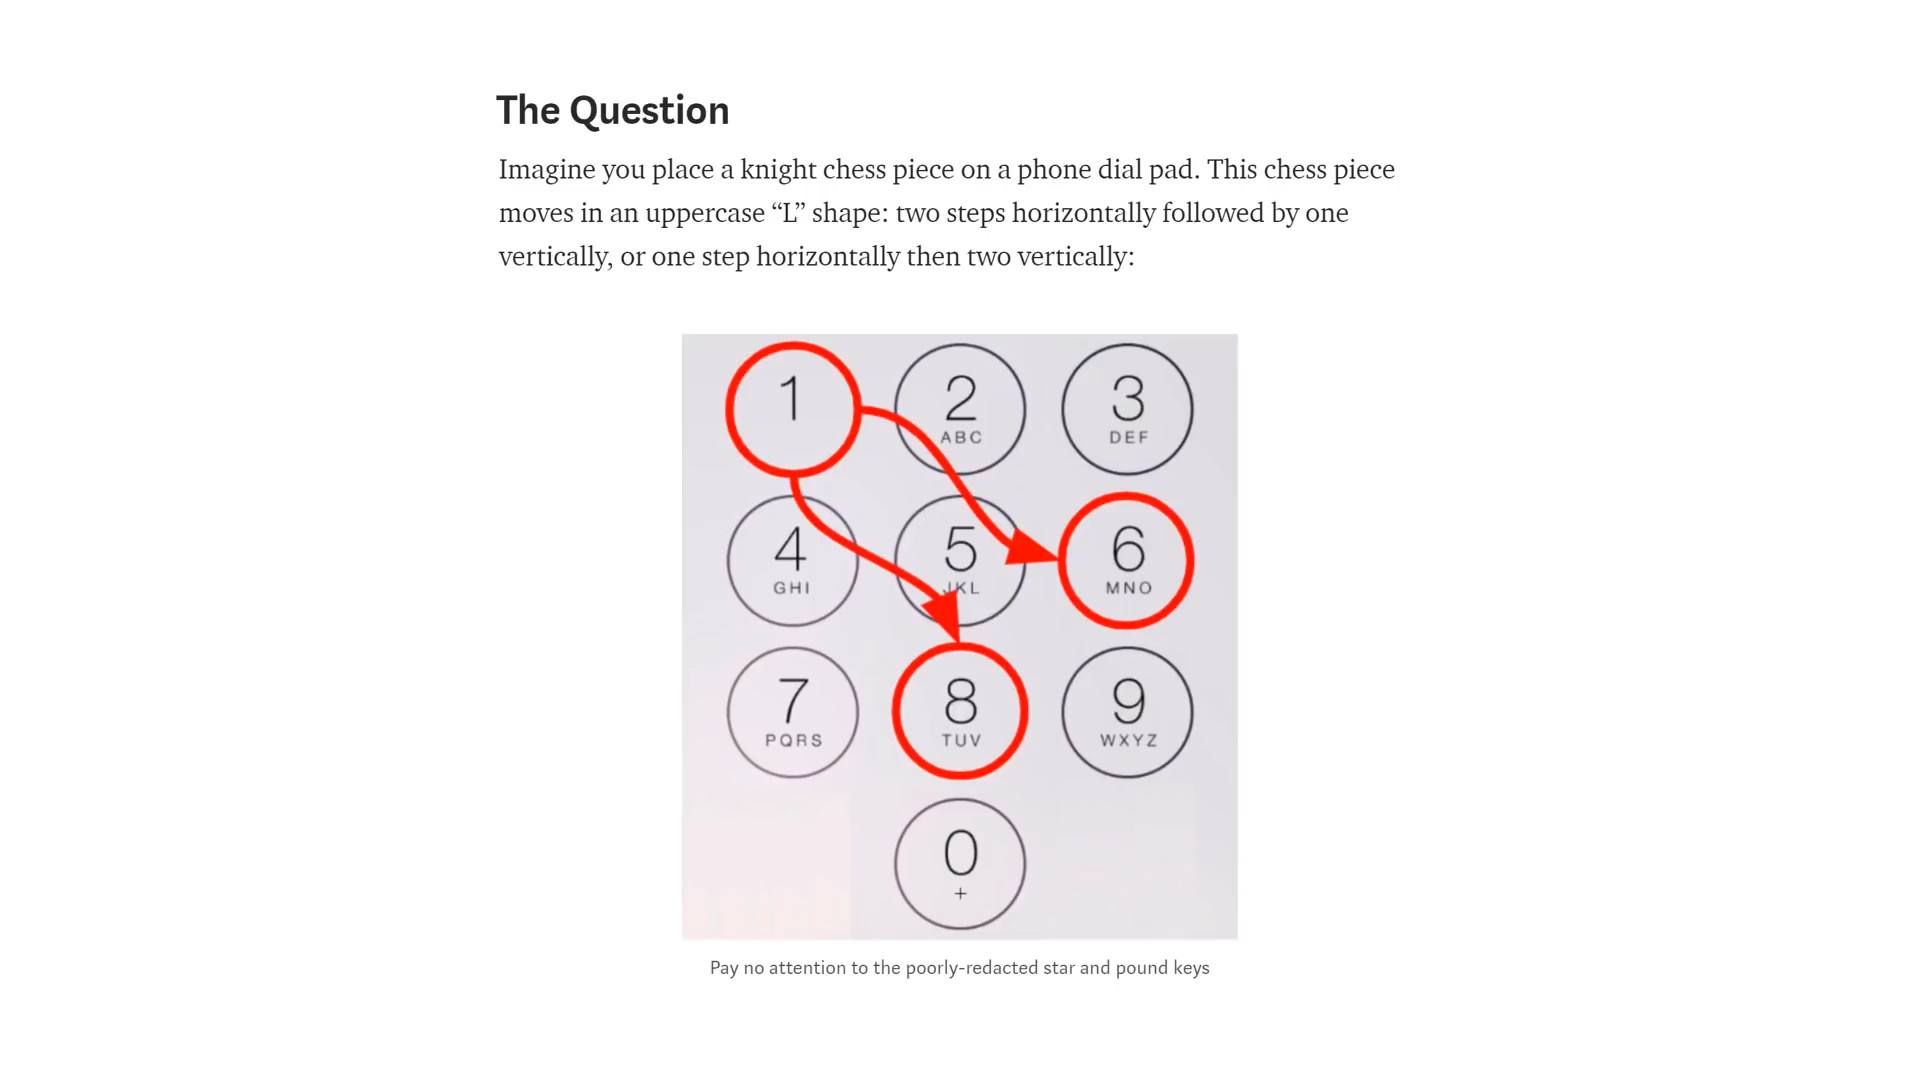 The Question
Imagine you place a knight chess piece on a phone dial pad. This chess piece
moves in an uppercase “L” shape: two steps horizontally followed by one
vertically, or one step horizontally then two vertically:
1 2 3
ABC DEF
4 5 6
GHI JKL MNO
7 8 9
PQRS TUV WXYZ
0
+
Pay no attention to the poorly-redacted star and pound keys